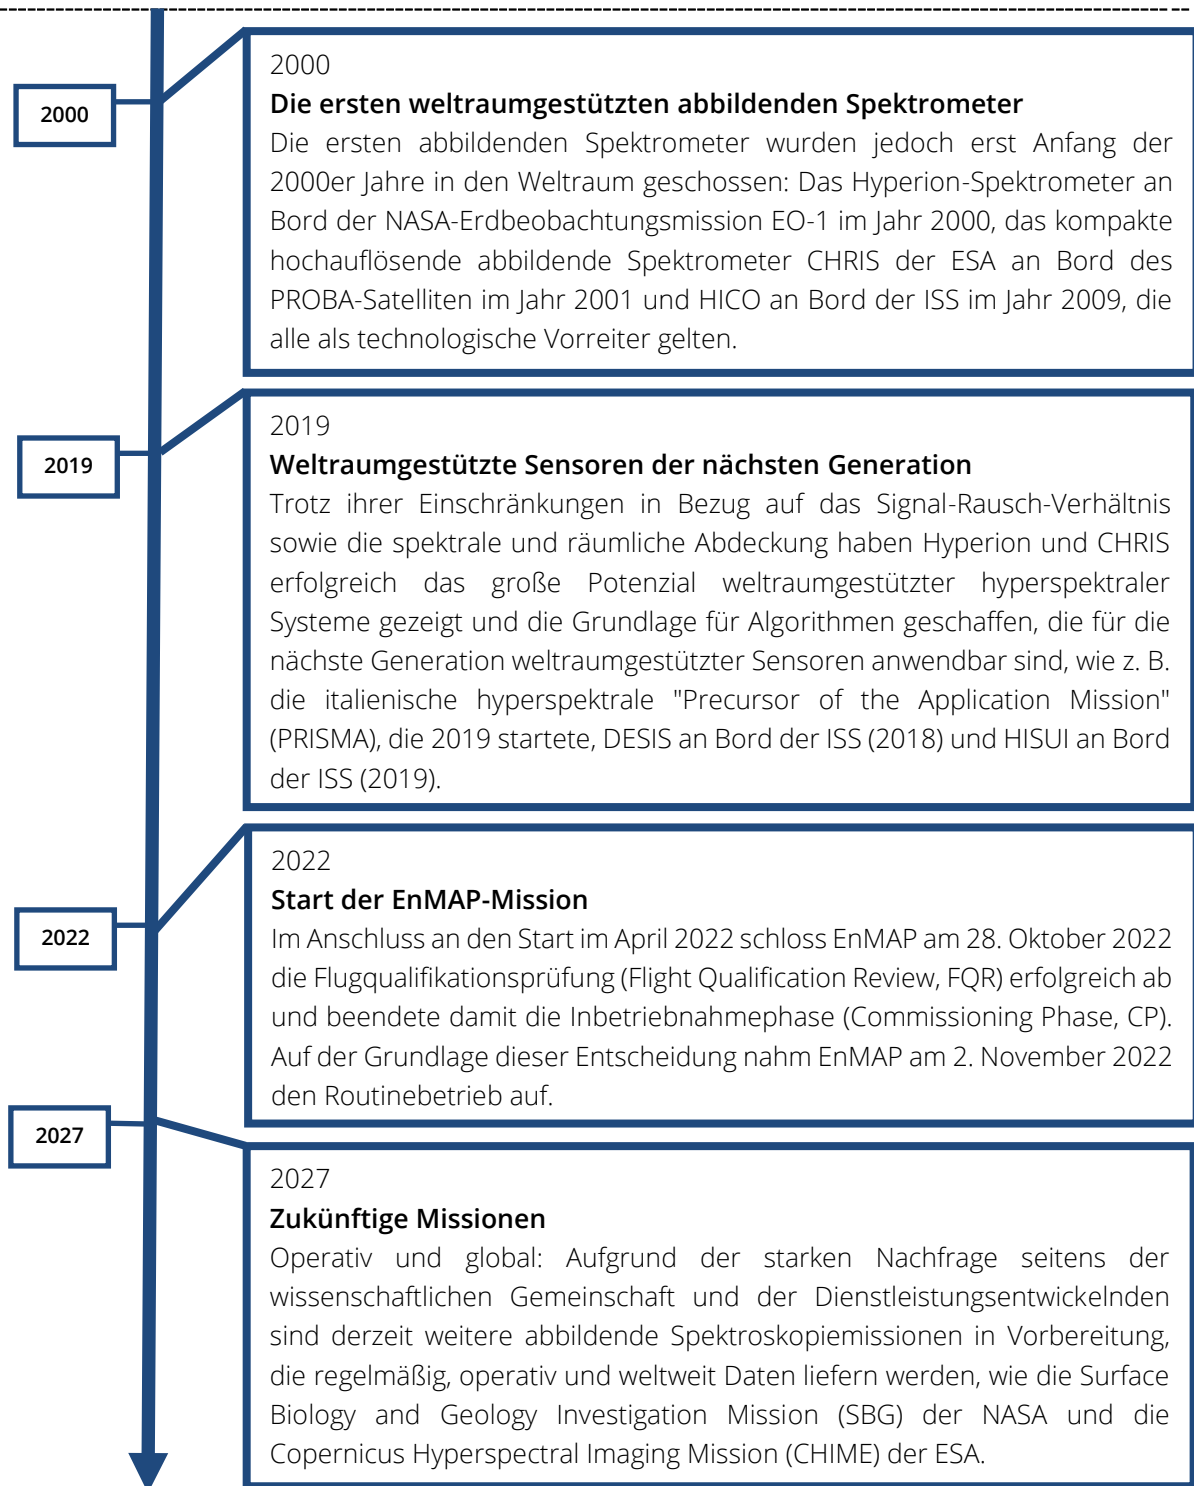 2000
2000
Die ersten weltraumgestützten abbildenden Spektrometer
Die ersten abbildenden Spektrometer wurden jedoch erst Anfang der
2000er Jahre in den Weltraum geschossen: Das Hyperion-Spektrometer an
Bord der NASA-Erdbeobachtungsmission EO-1 im Jahr 2000, das kompakte
hochauflösende abbildende Spektrometer CHRIS der ESA an Bord des
PROBA-Satelliten im Jahr 2001 und HICO an Bord der ISS im Jahr 2009, die
alle als technologische Vorreiter gelten.
2019
2019
Weltraumgestützte Sensoren der nächsten Generation
Trotz ihrer Einschränkungen in Bezug auf das Signal-Rausch-Verhältnis
sowie die spektrale und räumliche Abdeckung haben Hyperion und CHRIS
erfolgreich das große Potenzial weltraumgestützter hyperspektraler
Systeme gezeigt und die Grundlage für Algorithmen geschaffen, die für die
nächste Generation weltraumgestützter Sensoren anwendbar sind, wie z. B.
die italienische hyperspektrale "Precursor of the Application Mission"
(PRISMA), die 2019 startete, DESIS an Bord der ISS (2018) und HISUI an Bord
der ISS (2019).
2022
2022
Start der EnMAP-Mission
Im Anschluss an den Start im April 2022 schloss EnMAP am 28. Oktober 2022
die Flugqualifikationsprüfung (Flight Qualification Review, FQR) erfolgreich ab
und beendete damit die Inbetriebnahmephase (Commissioning Phase, CP).
Auf der Grundlage dieser Entscheidung nahm EnMAP am 2. November 2022
den Routinebetrieb auf.
2027
2027
Zukünftige Missionen
Operativ und global: Aufgrund der starken Nachfrage seitens der
wissenschaftlichen Gemeinschaft und der Dienstleistungsentwickelnden
sind derzeit weitere abbildende Spektroskopiemissionen in Vorbereitung,
die regelmäßig, operativ und weltweit Daten liefern werden, wie die Surface
Biology and Geology Investigation Mission (SBG) der NASA und die
Copernicus Hyperspectral Imaging Mission (CHIME) der ESA.